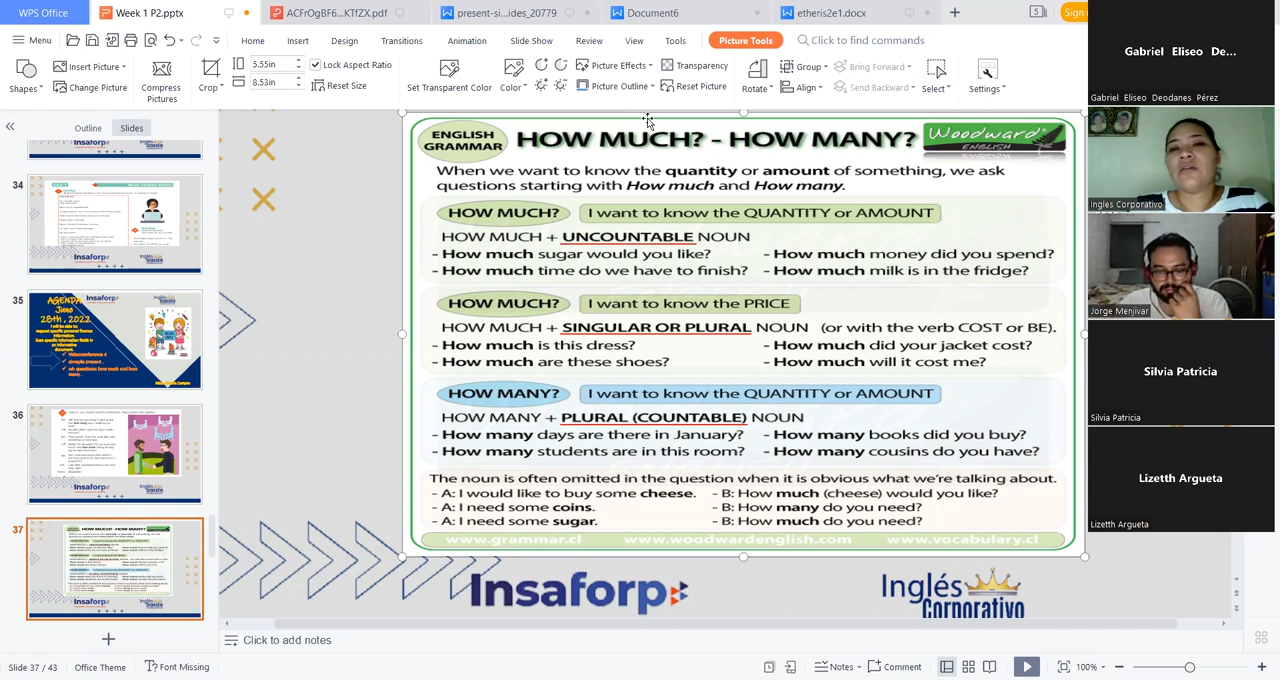 WPS Office
Week 1 P2.pptx
ACFrOgBF6...KTfZX.pdf
present-si...ides_20779
Document6
etheris2e1.docx
Sign
Menu
Home Insert Design Transitions Animation Slide Show Review View Tools Picture Tools Click to find commands
Shapes
Insert Picture
Change Picture
Compress Pictures
Crop
5.55in
8.53in
Lock Aspect Ratio
Reset Size
Set Transparent Color
Color
Picture Effects
Picture Outline
Transparency
Reset Picture
Rotate
Group
Align
Bring Forward
Send Backward
Select
Settings
Outline Slides
34
35
AGENDA
June
28th, 2022
36
37
Insaforp
ENGLISH GRAMMAR
HOW MUCH? - HOW MANY?
Woodward
ENGLISH
When we want to know the quantity or amount of something, we ask
questions starting with How much and How many.
HOW MUCH? I want to know the QUANTITY or AMOUNT
HOW MUCH + UNCOUNTABLE NOUN
- How much sugar would you like? - How much money did you spend?
- How much time do we have to finish? - How much milk is in the fridge?
HOW MUCH? I want to know the PRICE
HOW MUCH + SINGULAR OR PLURAL NOUN (or with the verb COST or BE).
- How much is this dress? - How much did your jacket cost?
- How much are these shoes? - How much will it cost me?
HOW MANY? I want to know the QUANTITY or AMOUNT
HOW MANY + PLURAL (COUNTABLE) NOUN
- How many days are there in January? - How many books did you buy?
- How many students are in this room? - How many cousins do you have?
The noun is often omitted in the question when it is obvious what we're talking about.
- A: I would like to buy some cheese. - B: How much (cheese) would you like?
- A: I need some coins. - B: How many do you need?
- A: I need some sugar. - B: How much do you need?
www.grammar.cl www.woodwardenglish.com www.vocabulary.cl
Insaforp
Inglés
Corporativo
Click to add notes
Slide 37 / 43 Office Theme Font Missing Notes Comment 100%
Gabriel Eliseo De...
Gabriel Eliseo Deodanes Pérez
Ingles Corporativo
Jorge Menjivar
Silvia Patricia
Silvia Patricia
Lizetth Argueta
Lizetth Argueta